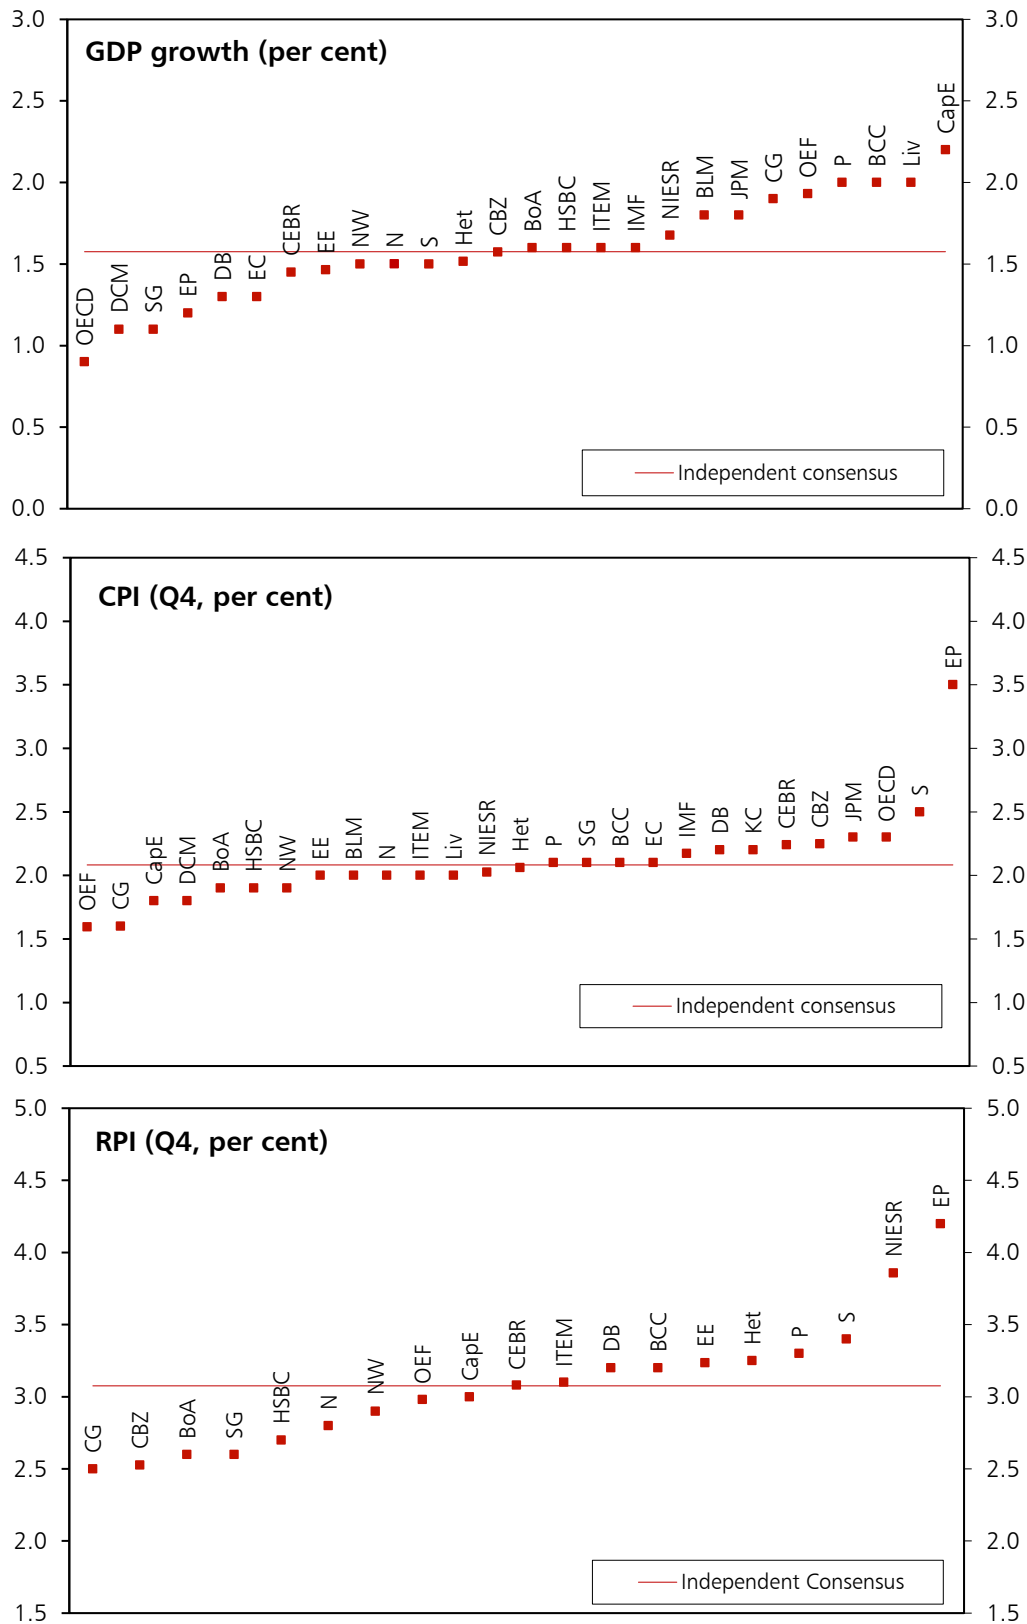 GDP growth (per cent)
3.0 3.0
2.5 2.5
2.0 2.0
1.5 1.5
1.0 1.0
0.5 0.5
0.0 0.0
OECD DCM SG EP DB EC CEBR EE NW N S Het CBZ BoA HSBC ITEM IMF NIESR BLM JPM CG OEF P BCC Liv CapE
Independent consensus
CPI (Q4, per cent)
4.5 4.5
4.0 4.0
3.5 3.5
3.0 3.0
2.5 2.5
2.0 2.0
1.5 1.5
1.0 1.0
0.5 0.5
OEF CG CapE DCM BoA HSBC NW EE BLM N ITEM Liv NIESR Het P SG BCC EC IMF DB KC CEBR CBZ JPM OECD S EP
Independent consensus
RPI (Q4, per cent)
5.0 5.0
4.5 4.5
4.0 4.0
3.5 3.5
3.0 3.0
2.5 2.5
2.0 2.0
1.5 1.5
CG CBZ BoA SG HSBC N NW OEF CapE CEBR ITEM DB BCC EE Het P S NIESR EP
Independent Consensus